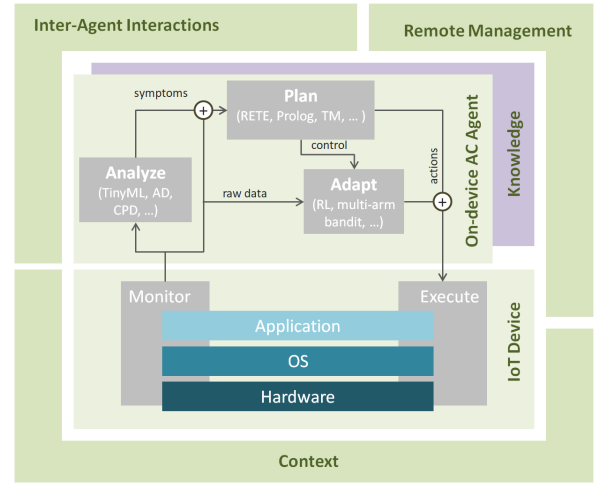 Inter-Agent Interactions
Remote Management
symptoms
+
Plan
(RETE, Prolog, TM, ... )
control
Analyze
(TinyML, AD,
CPD, ...)
raw data
Adapt
(RL, multi-arm
bandit, ...)
actions
+
On-device AC Agent
Knowledge
Monitor
Execute
Application
OS
Hardware
IoT Device
Context